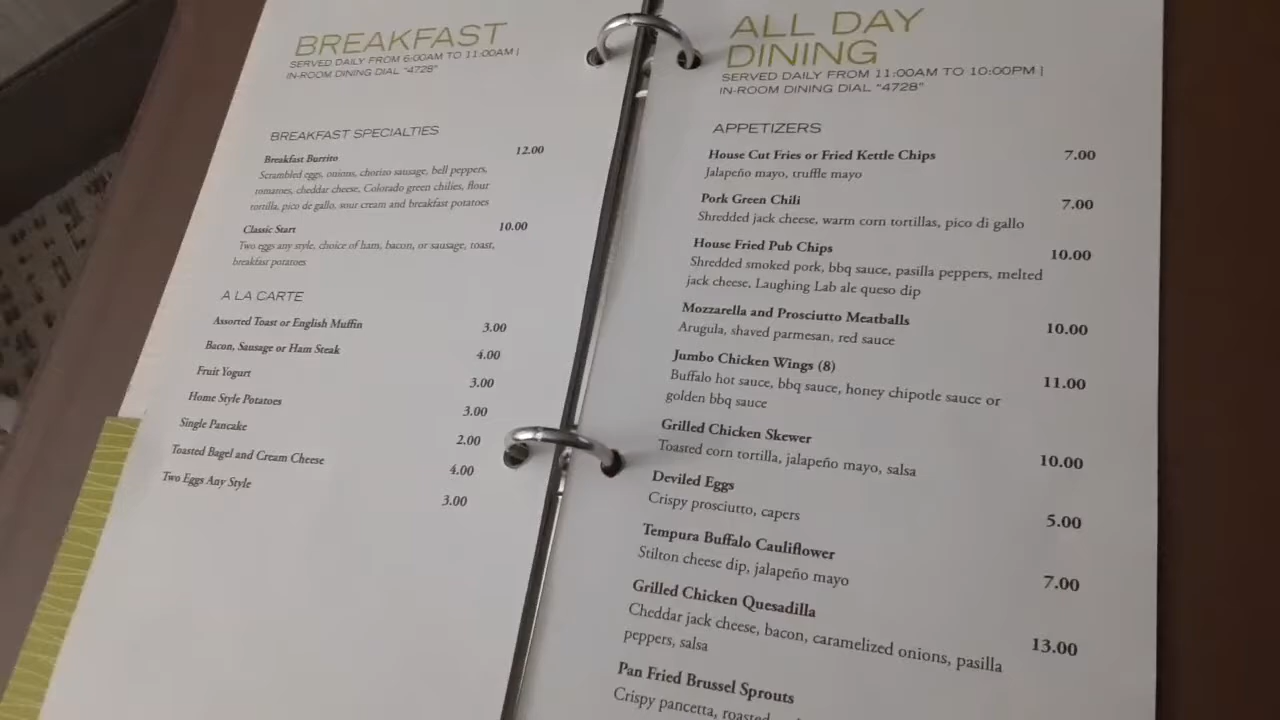 BREAKFAST
SERVED DAILY FROM 6:00AM TO 11:00AM |
IN-ROOM DINING DIAL "4728"
BREAKFAST SPECIALTIES
Breakfast Burrito 12.00
Scrambled eggs, onions, chorizo sausage, bell peppers,
tomatoes, cheddar cheese, Colorado green chilies, flour
tortilla, pico de gallo, sour cream and breakfast potatoes
Classic Start 10.00
Two eggs any style, choice of ham, bacon, or sausage, toast,
breakfast potatoes
A LA CARTE
Assorted Toast or English Muffin 3.00
Bacon, Sausage or Ham Steak 4.00
Fruit Yogurt 3.00
Home Style Potatoes 3.00
Single Pancake 2.00
Toasted Bagel and Cream Cheese 4.00
Two Eggs Any Style 3.00
ALL DAY
DINING
SERVED DAILY FROM 11:00AM TO 10:00PM |
IN-ROOM DINING DIAL "4728"
APPETIZERS
House Cut Fries or Fried Kettle Chips 7.00
Jalapeño mayo, truffle mayo
Pork Green Chili 7.00
Shredded jack cheese, warm corn tortillas, pico di gallo
House Fried Pub Chips 10.00
Shredded smoked pork, bbq sauce, pasilla peppers, melted
jack cheese, Laughing Lab ale queso dip
Mozzarella and Prosciutto Meatballs 10.00
Arugula, shaved parmesan, red sauce
Jumbo Chicken Wings (8) 11.00
Buffalo hot sauce, bbq sauce, honey chipotle sauce or
golden bbq sauce
Grilled Chicken Skewer 10.00
Toasted corn tortilla, jalapeño mayo, salsa
Deviled Eggs 5.00
Crispy prosciutto, capers
Tempura Buffalo Cauliflower 7.00
Stilton cheese dip, jalapeño mayo
Grilled Chicken Quesadilla 13.00
Cheddar jack cheese, bacon, caramelized onions, pasilla
peppers, salsa
Pan Fried Brussel Sprouts
Crispy pancetta, roasted